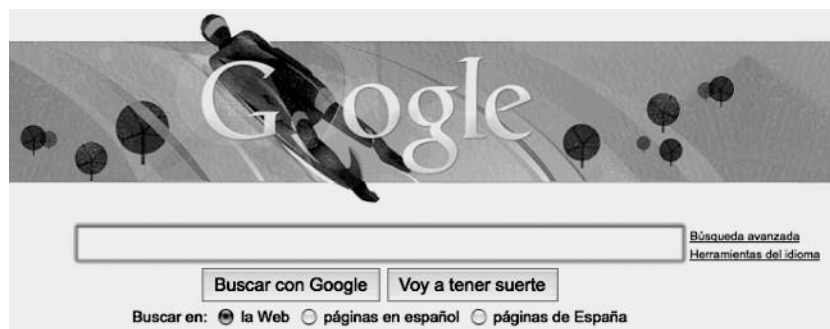 Google
Búsqueda avanzada
Herramientas del idioma
Buscar con Google Voy a tener suerte
Buscar en: la Web páginas en español páginas de España